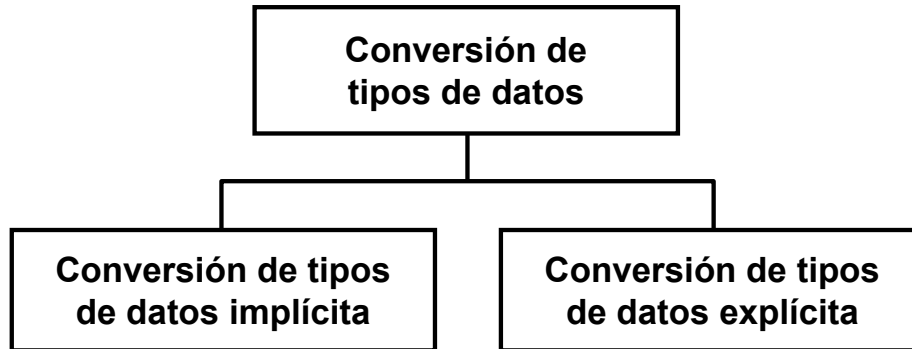 Conversión de
tipos de datos
Conversión de tipos
de datos implícita
Conversión de tipos
de datos explícita